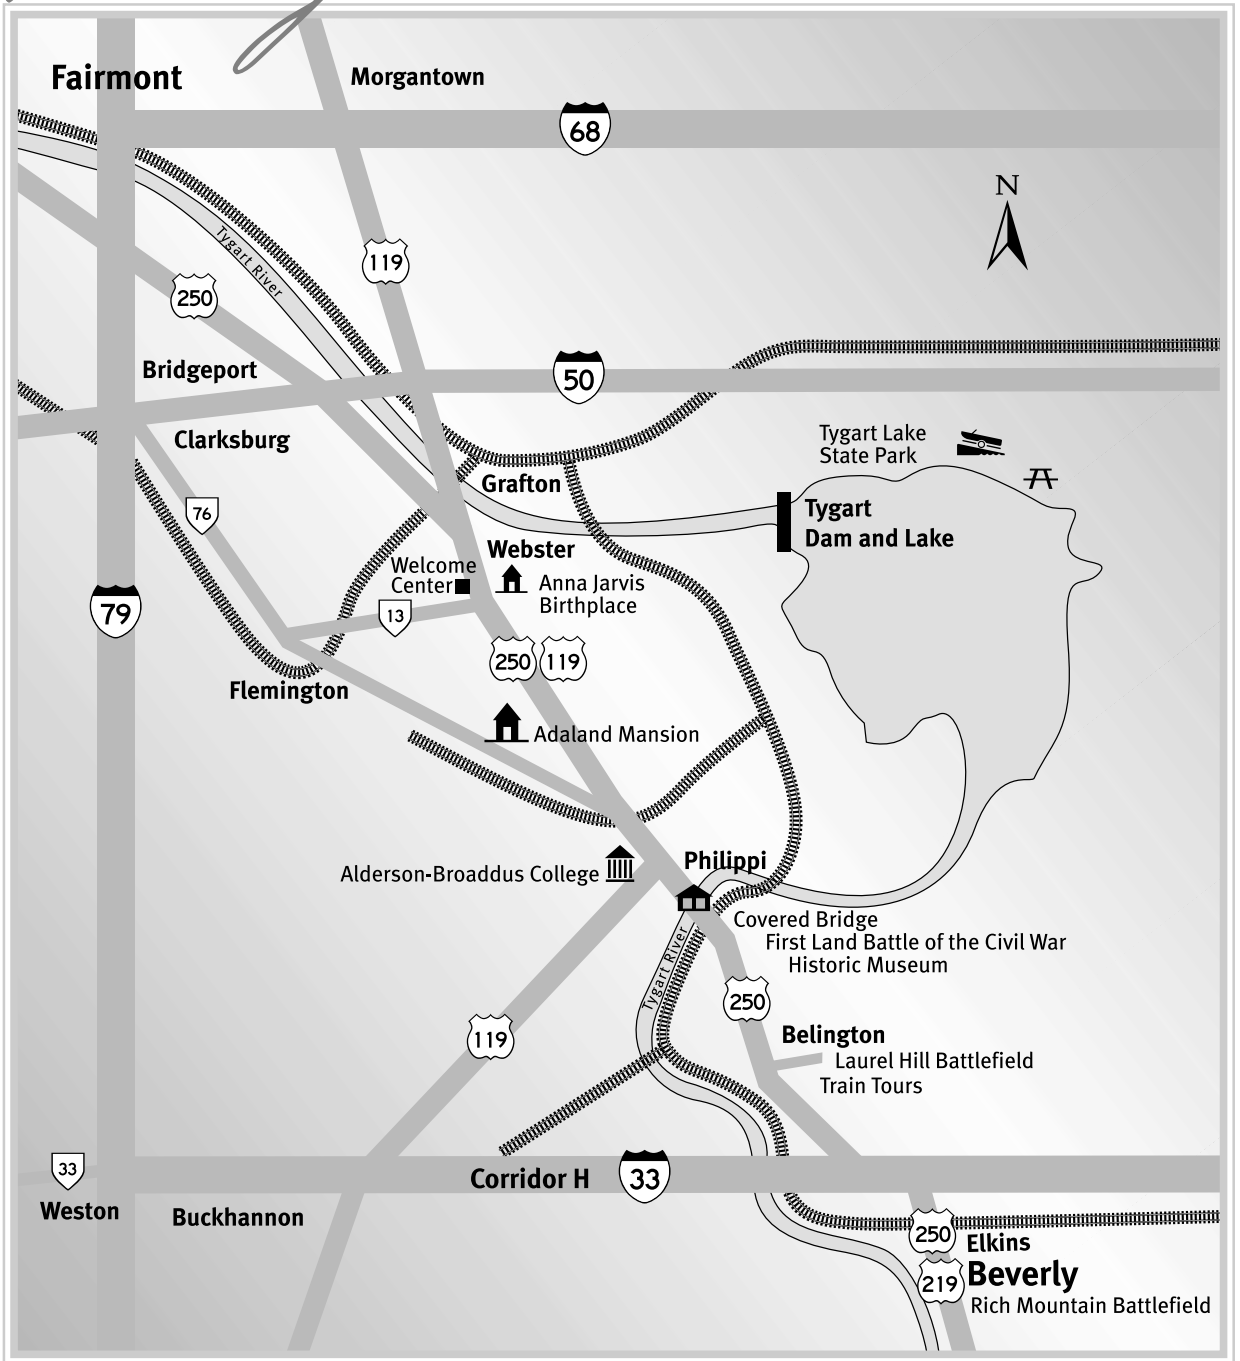 Fairmont
Morgantown
68
N
Tygart River
119
250
Bridgeport
50
Clarksburg
Tygart Lake
State Park
Grafton
76
Tygart
Dam and Lake
Webster
Welcome
Center
Anna Jarvis
Birthplace
79
13
250 119
Flemington
Adaland Mansion
Philippi
Alderson-Broaddus College
Covered Bridge
First Land Battle of the Civil War
Historic Museum
Tygart River
250
119
Belington
Laurel Hill Battlefield
Train Tours
33
Corridor H
33
Weston
Buckhannon
250
Elkins
219
Beverly
Rich Mountain Battlefield